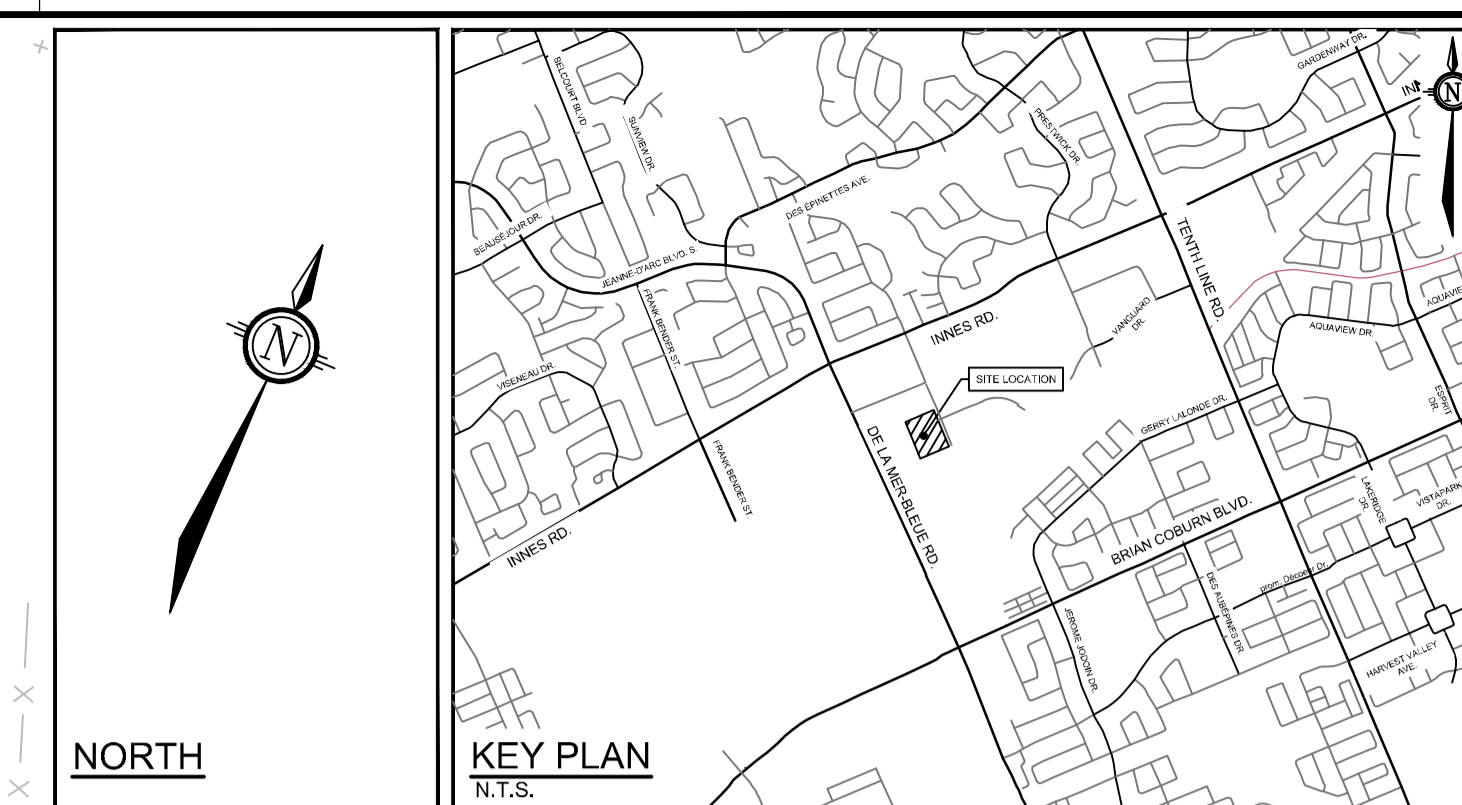 NORTH
N
KEY PLAN
N.T.S.
BELCOURT BLVD.
SUNVIEW DR.
GARDENWAY DR.
N
PRESTWICK DR.
DES ÉPINETTES AVE.
BEAUSÉJOUR DR.
JEANNE-D'ARC BLVD. S.
TENTH LINE RD.
FRANK BENDER ST.
INNES RD.
VANGUARD
DR.
AQUAVIEW DR.
VISENEAU DR.
SITE LOCATION
ESPRIT
DR.
GERRY LALONDE DR.
DE LA MER-BLEUE RD.
FRANK BENDER ST.
LAKERIDGE
DR.
VISTAPARK
DR.
INNES RD.
BRIAN COBURN BLVD.
prom. Décoeur Dr.
DES AUBÉPINES DR.
JEROME JODOIN DR.
HARVEST VALLEY
AVE.